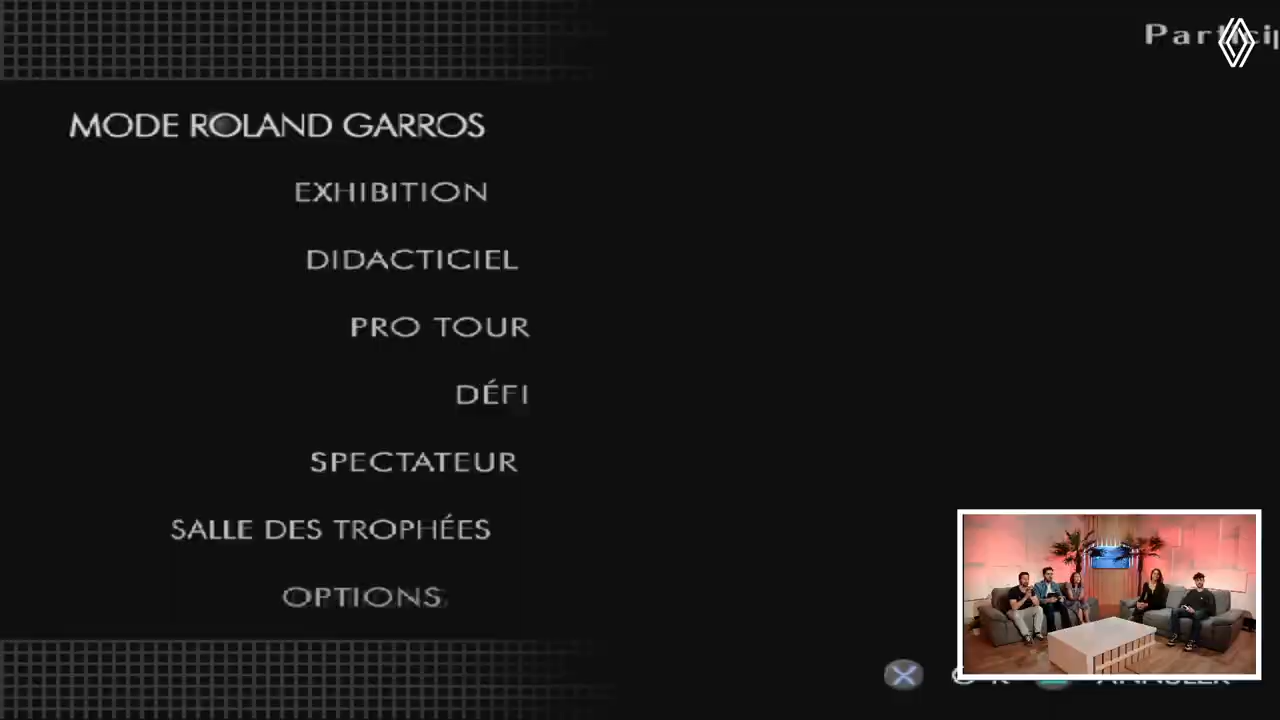 MODE ROLAND GARROS
EXHIBITION
DIDACTICIEL
PRO TOUR
DÉFI
SPECTATEUR
SALLE DES TROPHÉES
OPTIONS